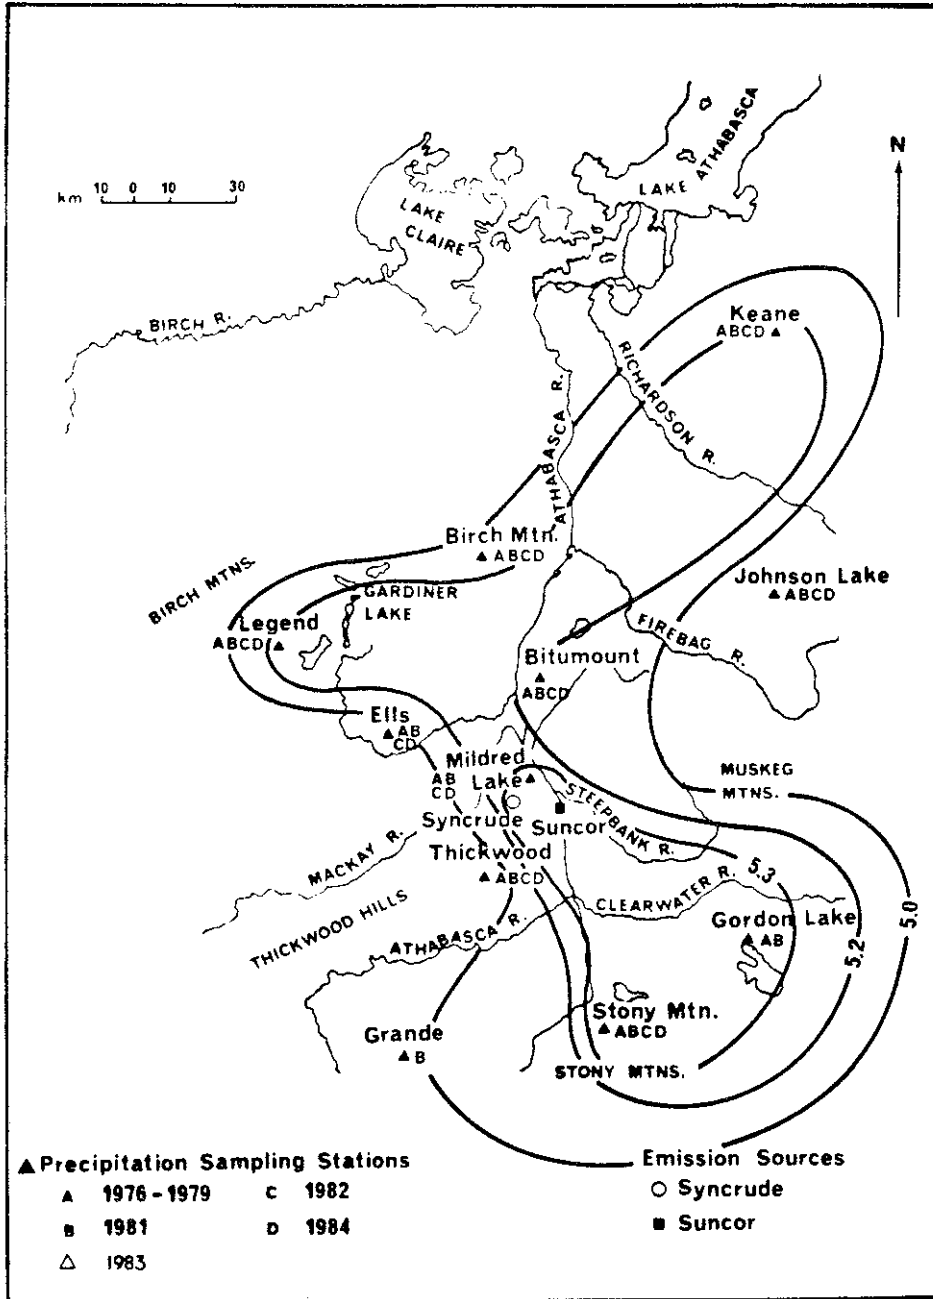 LAKE ATHABASCA
N
km 10 0 10 30
LAKE CLAIRE
BIRCH R.
Keane
ABCD
RICHARDSON R.
ATHABASCA R.
Birch Mtn.
ABCD
BIRCH MTNS.
GARDINER LAKE
Johnson Lake
ABCD
Legend
ABCD
FIREBAG R.
Bitumount
ABCD
Ells
AB
CD
Mildred
Lake
AB
CD
MUSKEG
MTNS.
STEEPBANK R.
Syncrude
Suncor
MACKAY R.
Thickwood
ABCD
5.3
CLEARWATER R.
THICKWOOD HILLS
ATHABASCA R.
Gordon Lake
AB
5.2
5.0
Stony Mtn.
ABCD
Grande
B
STONY MTNS.
▲ Precipitation Sampling Stations
▲ 1976-1979 C 1982
B 1981 D 1984
△ 1983
Emission Sources
○ Syncrude
■ Suncor